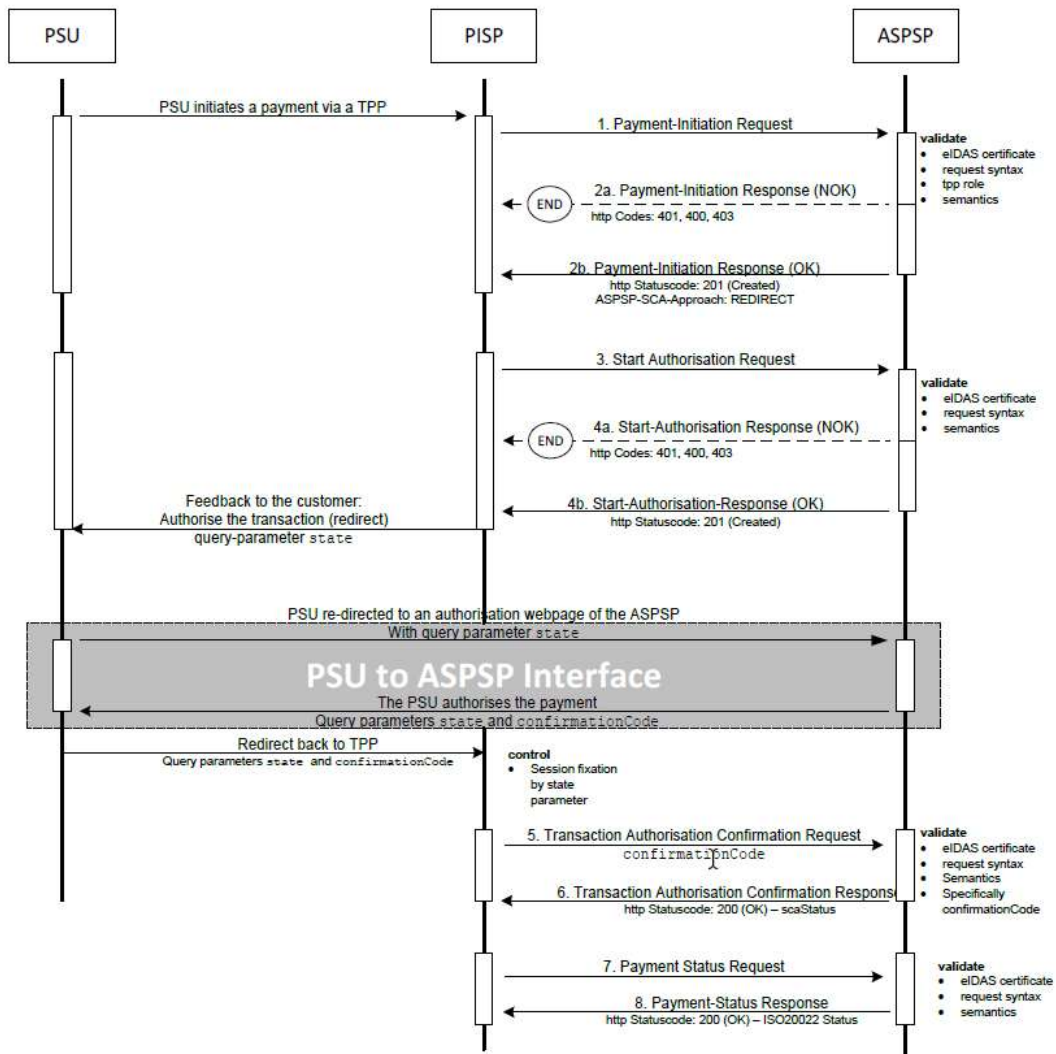 PSU
PISP
ASPSP
PSU initiates a payment via a TPP
1. Payment-Initiation Request
validate
• eIDAS certificate
• request syntax
• tpp role
• semantics
2a. Payment-Initiation Response (NOK)
END
http Codes: 401, 400, 403
2b. Payment-Initiation Response (OK)
http Statuscode: 201 (Created)
ASPSP-SCA-Approach: REDIRECT
3. Start Authorisation Request
validate
• eIDAS certificate
• request syntax
• semantics
4a. Start-Authorisation Response (NOK)
END
http Codes: 401, 400, 403
4b. Start-Authorisation-Response (OK)
http Statuscode: 201 (Created)
Feedback to the customer:
Authorise the transaction (redirect)
query-parameter state
PSU re-directed to an authorisation webpage of the ASPSP
With query parameter state
PSU to ASPSP Interface
The PSU authorises the payment
Query parameters state and confirmationCode
Redirect back to TPP
Query parameters state and confirmationCode
control
• Session fixation
by state
parameter
5. Transaction Authorisation Confirmation Request
confirmationCode
validate
• eIDAS certificate
• request syntax
• Semantics
• Specifically
confirmationCode
6. Transaction Authorisation Confirmation Response
http Statuscode: 200 (OK) – scaStatus
7. Payment Status Request
validate
• eIDAS certificate
• request syntax
• semantics
8. Payment-Status Response
http Statuscode: 200 (OK) – ISO20022 Status